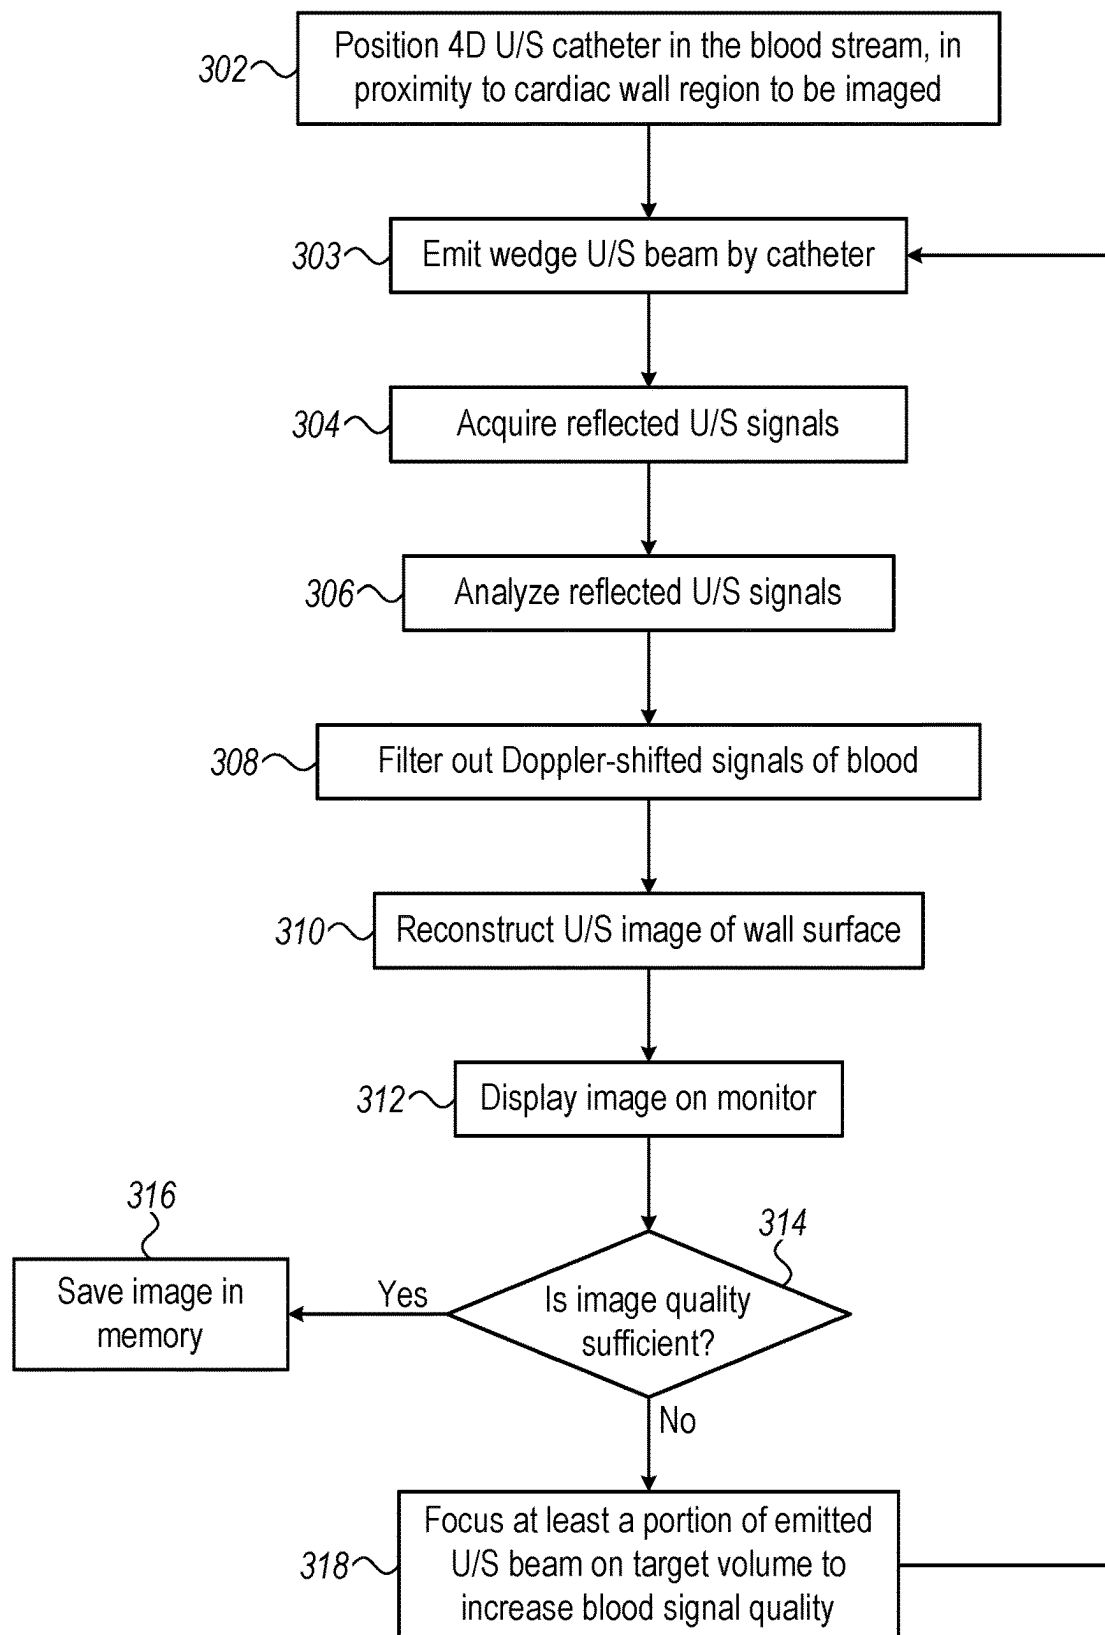 302
Position 4D U/S catheter in the blood stream, in
proximity to cardiac wall region to be imaged
303
Emit wedge U/S beam by catheter
304
Acquire reflected U/S signals
306
Analyze reflected U/S signals
308
Filter out Doppler-shifted signals of blood
310
Reconstruct U/S image of wall surface
312
Display image on monitor
314
Is image quality
sufficient?
Yes
316
Save image in
memory
No
318
Focus at least a portion of emitted
U/S beam on target volume to
increase blood signal quality